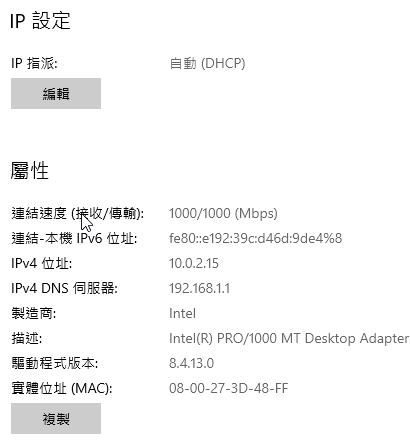 IP 設定
IP 指派: 自動 (DHCP)
編輯
屬性
連結速度 (接收/傳輸): 1000/1000 (Mbps)
連結-本機 IPv6 位址: fe80::e192:39c:d46d:9de4%8
IPv4 位址: 10.0.2.15
IPv4 DNS 伺服器: 192.168.1.1
製造商: Intel
描述: Intel(R) PRO/1000 MT Desktop Adapter
驅動程式版本: 8.4.13.0
實體位址 (MAC): 08-00-27-3D-48-FF
複製